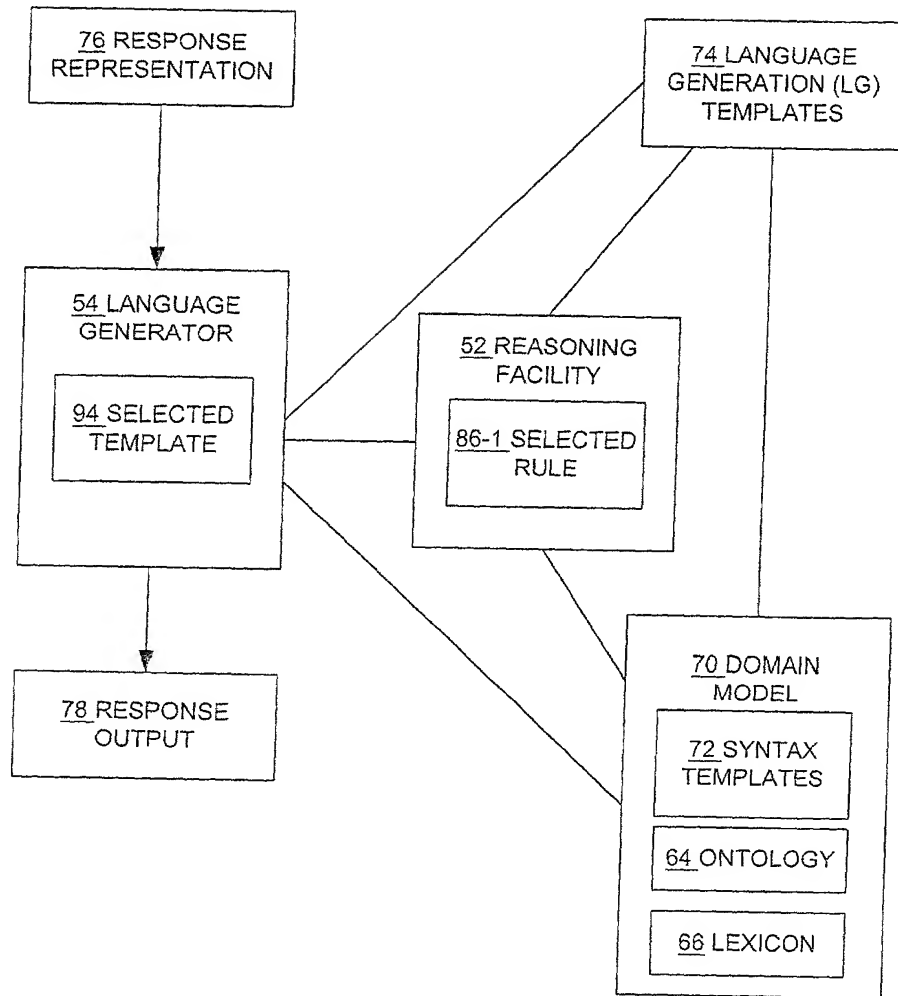 76 RESPONSE
REPRESENTATION
74 LANGUAGE
GENERATION (LG)
TEMPLATES
54 LANGUAGE
GENERATOR
94 SELECTED
TEMPLATE
52 REASONING
FACILITY
86-1 SELECTED
RULE
78 RESPONSE
OUTPUT
70 DOMAIN
MODEL
72 SYNTAX
TEMPLATES
64 ONTOLOGY
66 LEXICON